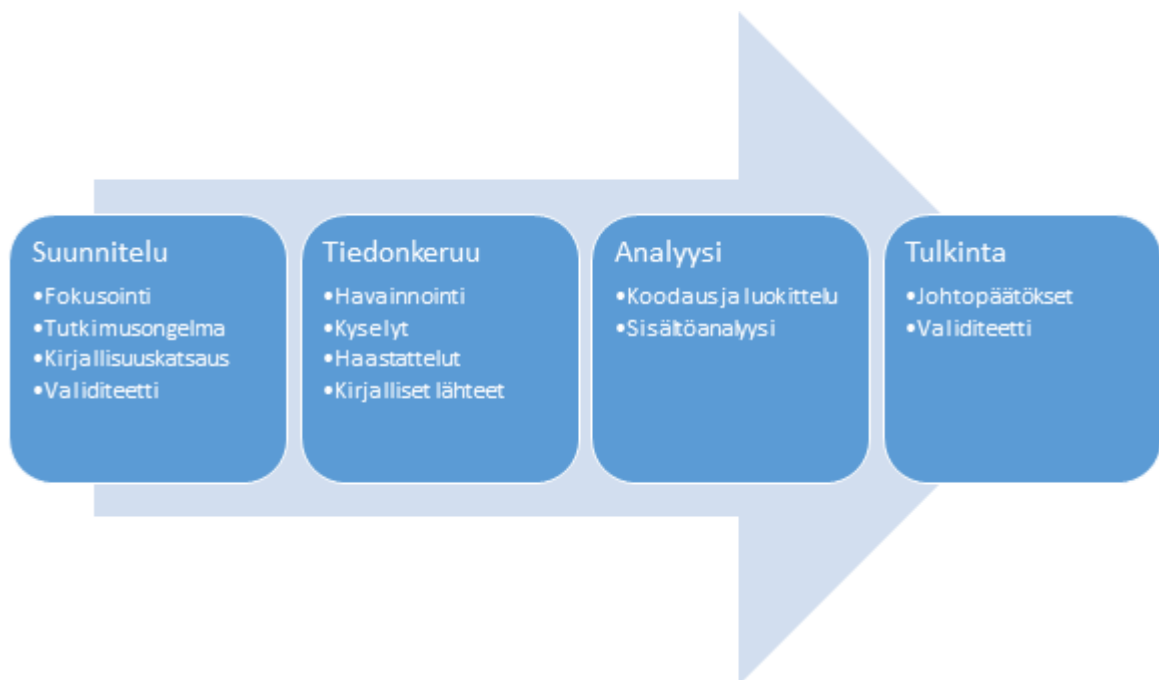 Suunnitelu
•Fokusointi
•Tutkimusongelma
•Kirjallisuuskatsaus
•Validiteetti
Tiedonkeruu
•Havainnointi
•Kyselyt
•Haastattelut
•Kirjalliset lähteet
Analyysi
•Koodaus ja luokittelu
•Sisältöanalyysi
Tulkinta
•Johtopäätökset
•Validiteetti